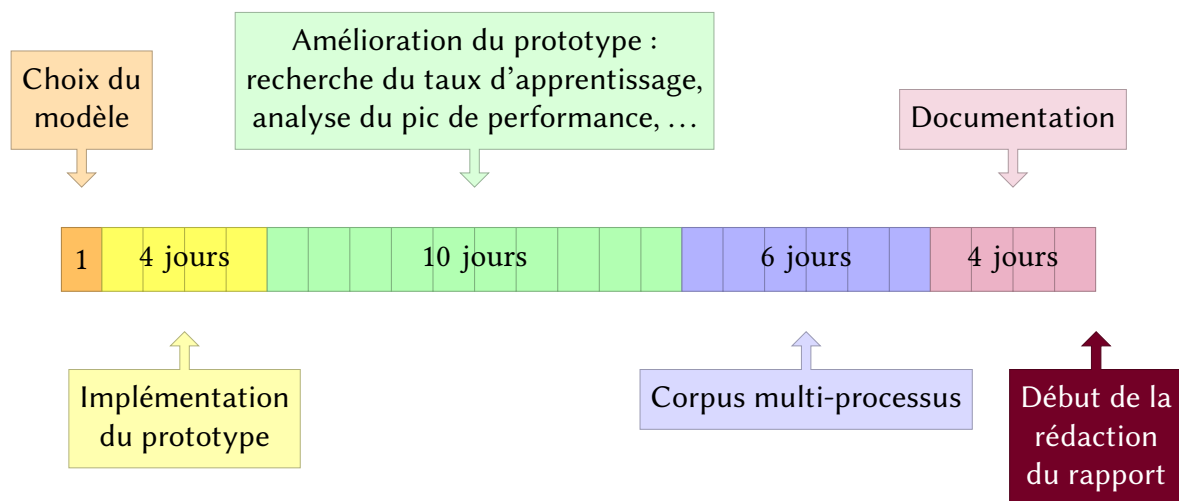 Choix du
modèle
Amélioration du prototype :
recherche du taux d'apprentissage,
analyse du pic de performance, …
Documentation
1
4 jours
10 jours
6 jours
4 jours
Implémentation
du prototype
Corpus multi-processus
Début de la
rédaction
du rapport